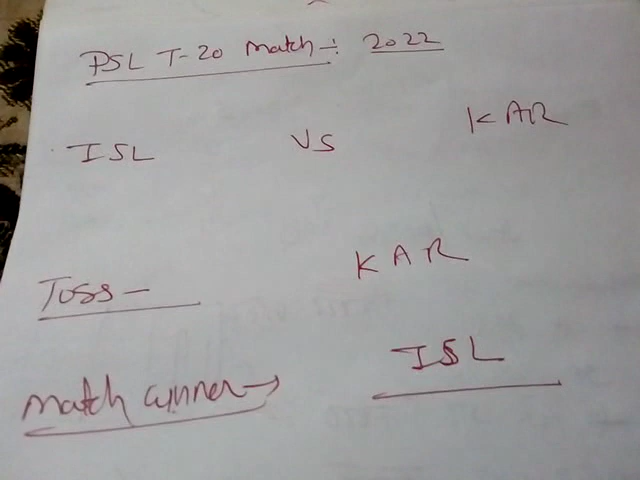 PSL T-20 Match-: 2022
ISL VS KAR
Toss- KAR
Match winner→ ISL